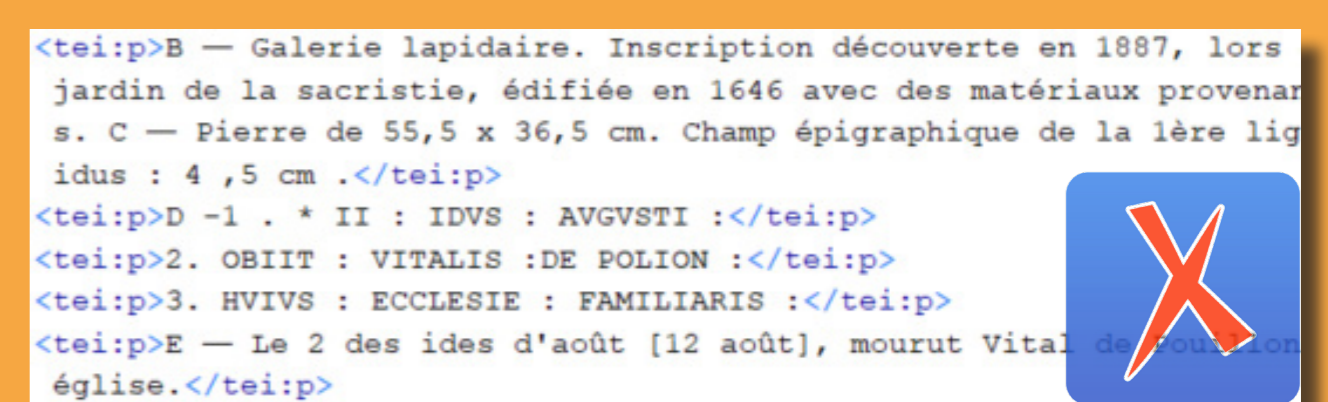 <tei:p>B — Galerie lapidaire. Inscription découverte en 1887, lors
jardin de la sacristie, édifiée en 1646 avec des matériaux provenan
s. C — Pierre de 55,5 x 36,5 cm. Champ épigraphique de la 1ère lig
idus : 4 ,5 cm .</tei:p>
<tei:p>D -1 . * II : IDVS : AVGVSTI :</tei:p>
<tei:p>2. OBIIT : VITALIS :DE POLION :</tei:p>
<tei:p>3. HVIVS : ECCLESIE : FAMILIARIS :</tei:p>
<tei:p>E — Le 2 des ides d'août [12 août], mourut Vital de Pouillon
église.</tei:p>